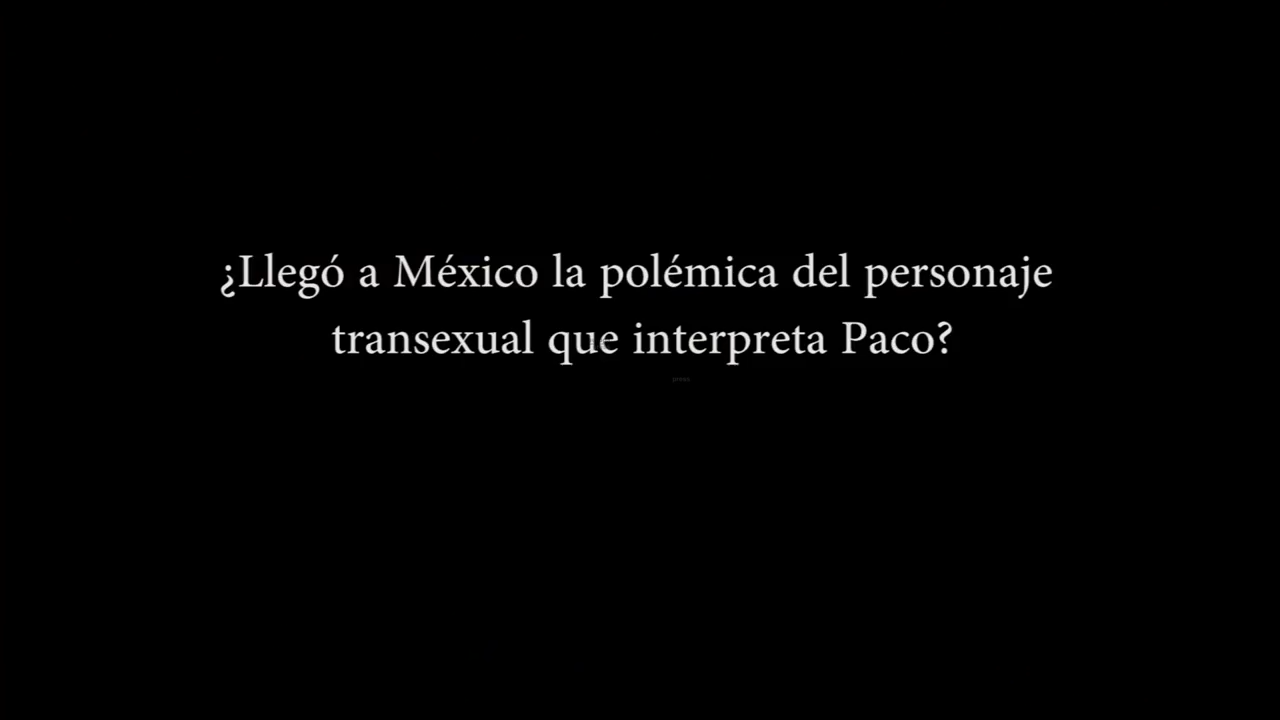 ¿Llegó a México la polémica del personaje
transexual que interpreta Paco?